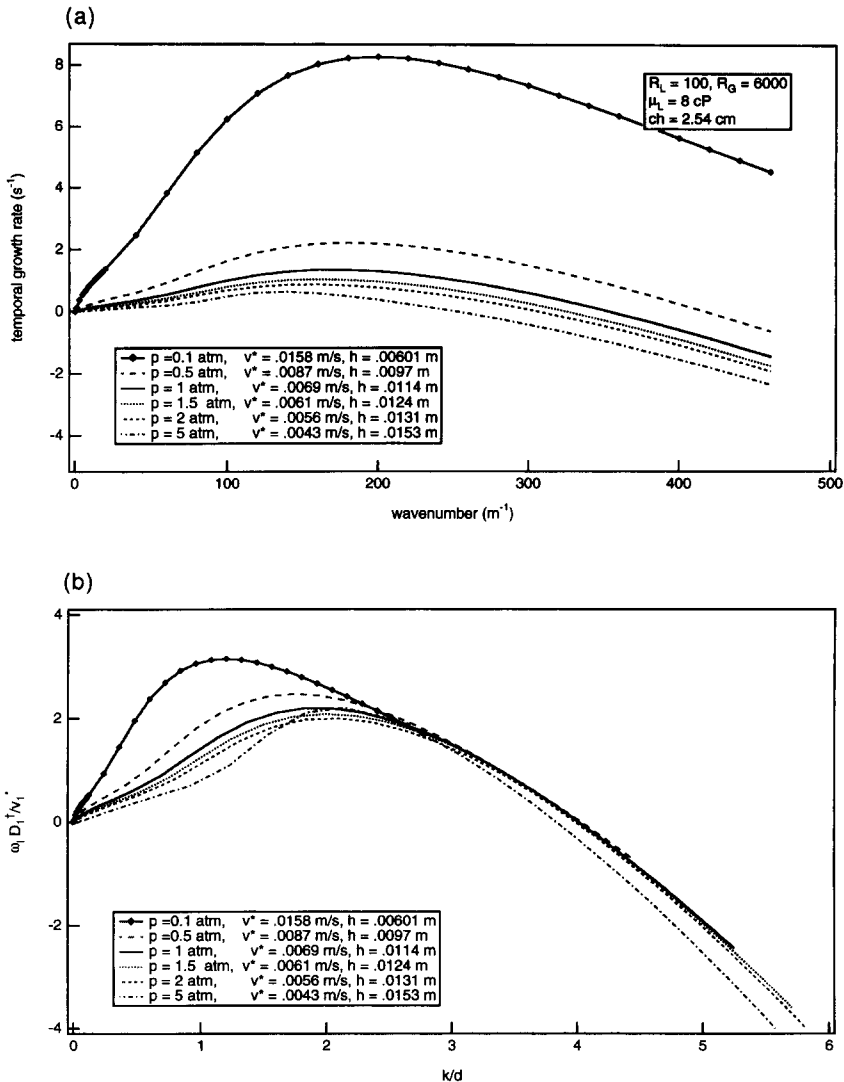 (a)
8
6
4
2
0
-2
-4
temporal growth rate (s-1)
R_L = 100, R_G = 6000
μ_L = 8 cP
ch = 2.54 cm
p =0.1 atm, v* = .0158 m/s, h = .00601 m
p =0.5 atm, v* = .0087 m/s, h = .0097 m
p = 1 atm, v* = .0069 m/s, h = .0114 m
p = 1.5 atm, v* = .0061 m/s, h = .0124 m
p = 2 atm, v* = .0056 m/s, h = .0131 m
p = 5 atm, v* = .0043 m/s, h = .0153 m
0 100 200 300 400 500
wavenumber (m-1)
(b)
4
2
0
-2
-4
ω_I D_1†/v_1*
p =0.1 atm, v* = .0158 m/s, h = .00601 m
p =0.5 atm, v* = .0087 m/s, h = .0097 m
p = 1 atm, v* = .0069 m/s, h = .0114 m
p = 1.5 atm, v* = .0061 m/s, h = .0124 m
p = 2 atm, v* = .0056 m/s, h = .0131 m
p = 5 atm, v* = .0043 m/s, h = .0153 m
0 1 2 3 4 5 6
k/d